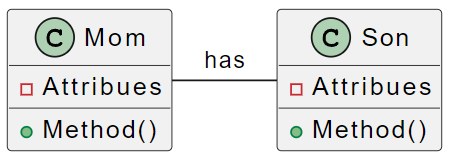 C Mom
Attribues
Method()
has
C Son
Attribues
Method()